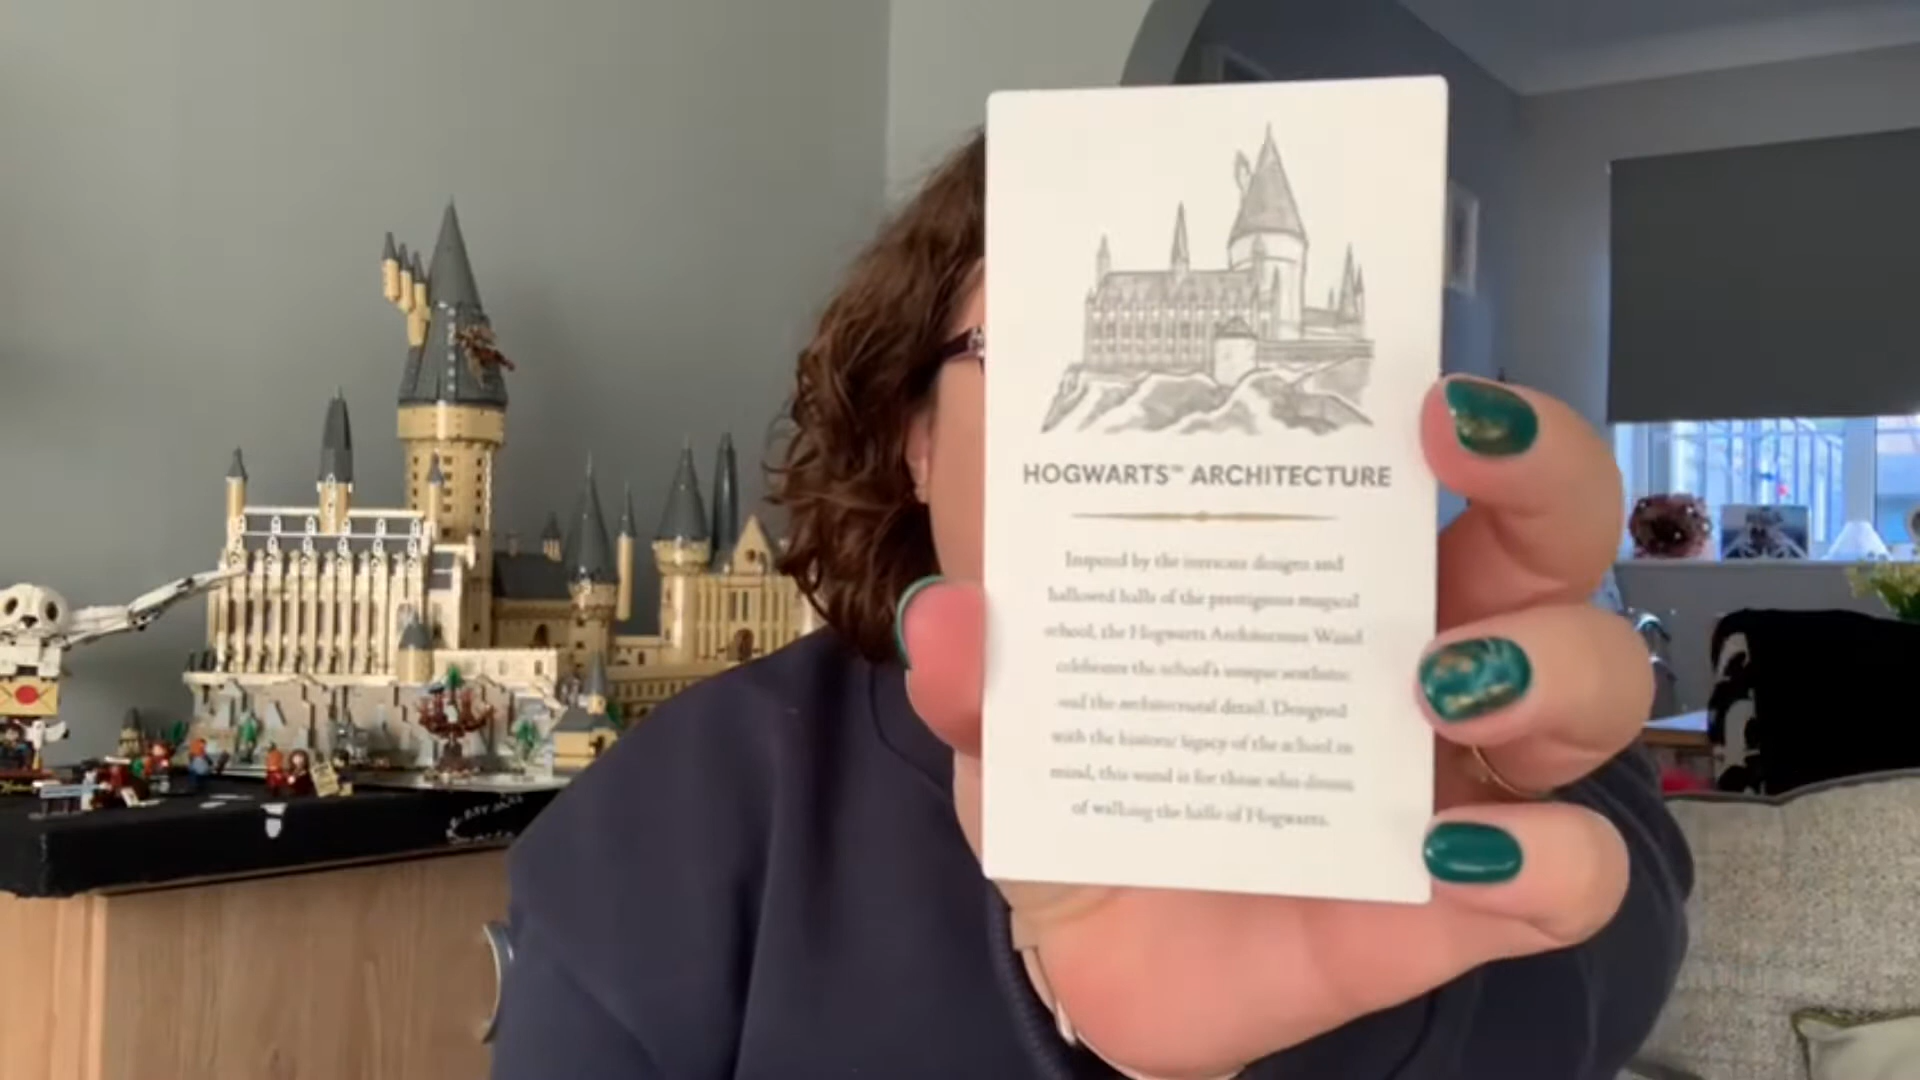 HOGWARTS™ ARCHITECTURE
Inspired by the intricate designs and
hallowed halls of the prestigious magical
school, the Hogwarts Architecture Wand
celebrates the school's unique aesthetic
and the architectural detail. Designed
with the historic legacy of the school in
mind, this wand is for those who dream
of walking the halls of Hogwarts.